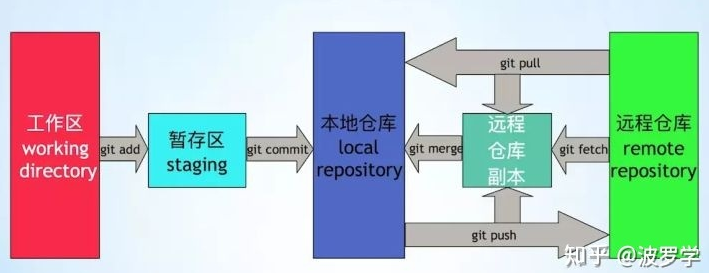 git pull
工作区
working
directory
git add
暂存区
staging
git commit
本地仓库
local
repository
git merge
远程
仓库
副本
git fetch
远程仓库
remote
repository
git push
知乎 @波罗学